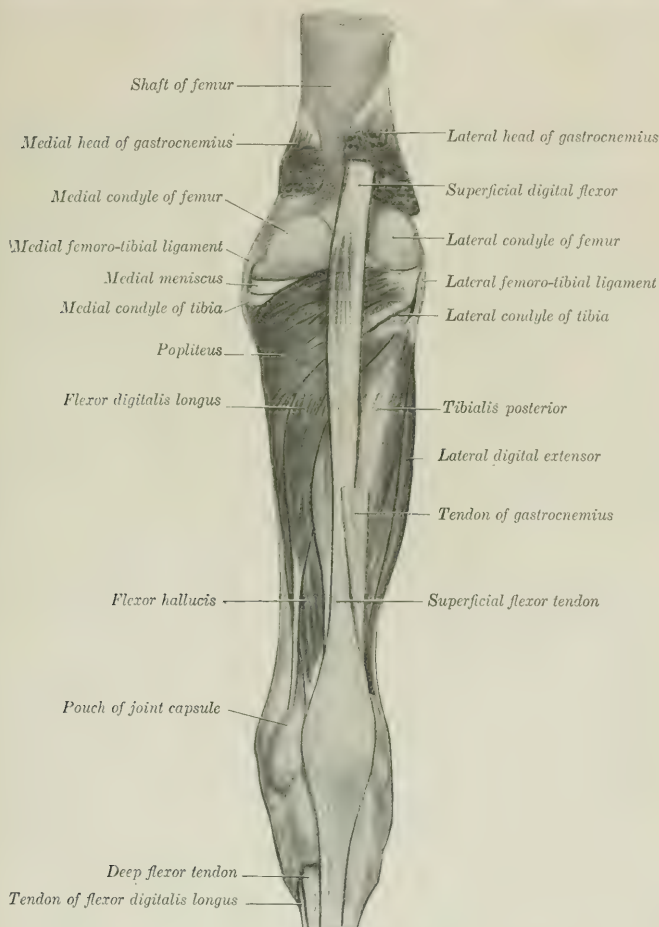 Shaft of femur
Medial head of gastrocnemius
Lateral head of gastrocnemius
Superficial digital flexor
Medial condyle of femur
Lateral condyle of femur
Medial femoro-tibial ligament
Medial meniscus
Lateral femoro-tibial ligament
Medial condyle of tibia
Lateral condyle of tibia
Popliteus
Flexor digitalis longus
Tibialis posterior
Lateral digital extensor
Tendon of gastrocnemius
Flexor hallucis
Superficial flexor tendon
Pouch of joint capsule
Deep flexor tendon
Tendon of flexor digitalis longus